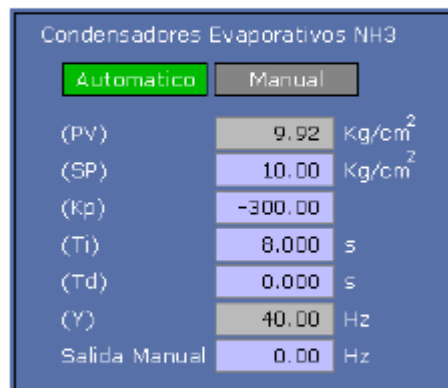 Condensadores Evaporativos NH3
Automatico Manual
(PV) 9.92 Kg/cm²
(SP) 10.00 Kg/cm²
(Kp) -300.00
(Ti) 8.000 s
(Td) 0.000 s
(Y) 40.00 Hz
Salida Manual 0.00 Hz